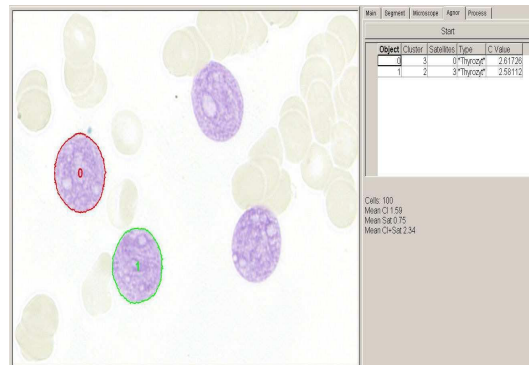 Main Segment Microscope Agnor Process
Start
Object Cluster Satellites Type C Value
0 3 0 "Thyrozyt" 2.61726
1 2 3 "Thyrozyt" 2.58112
0
1
Cells: 100
Mean Cl 1.59
Mean Sat 0.75
Mean Cl+Sat 2.34